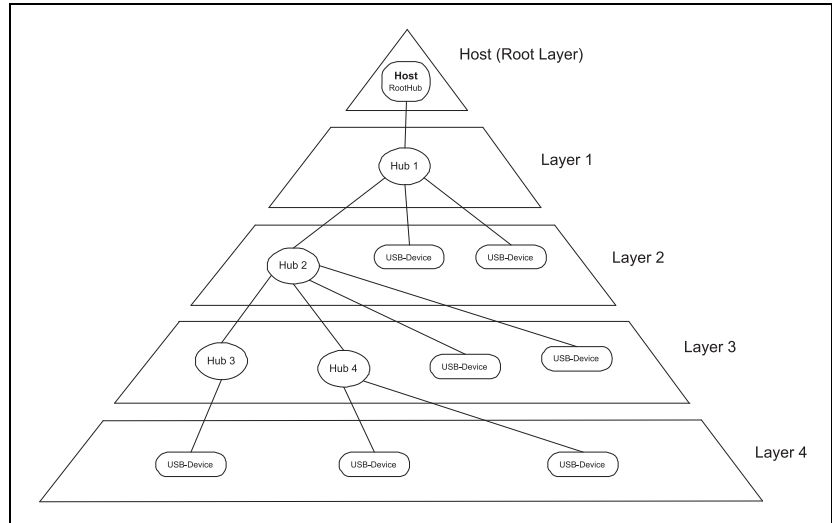 Host (Root Layer)
Host
RootHub
Layer 1
Hub 1
Layer 2
Hub 2
USB-Device
USB-Device
Layer 3
Hub 3
Hub 4
USB-Device
USB-Device
Layer 4
USB-Device
USB-Device
USB-Device